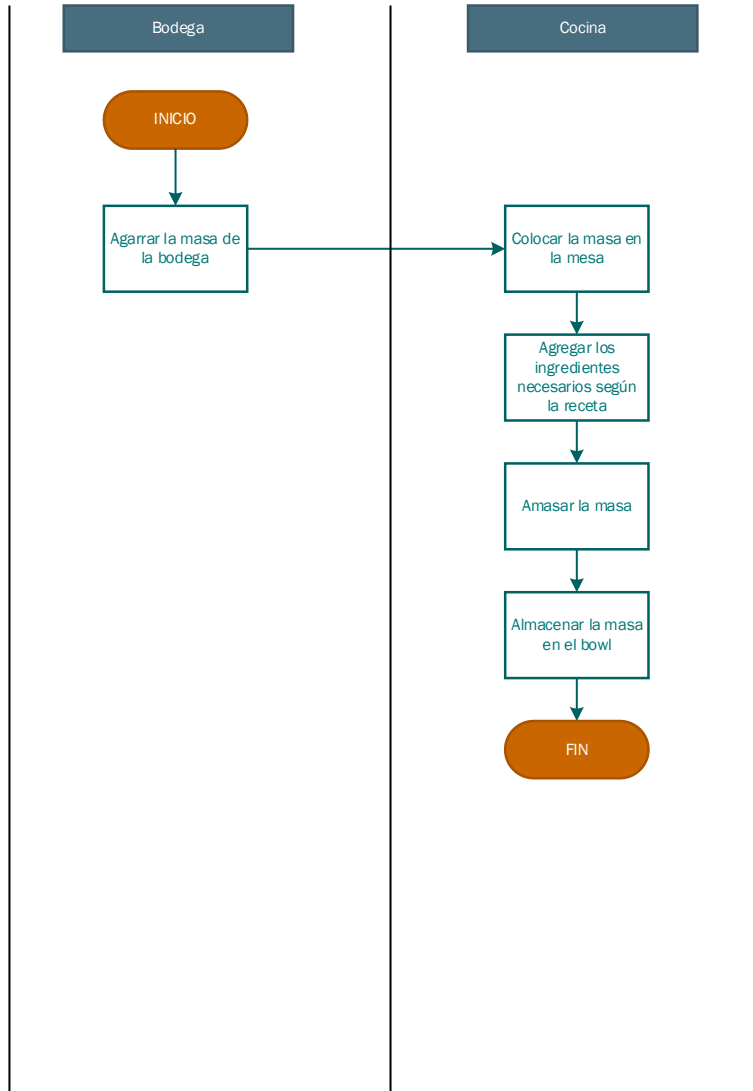 Bodega
Cocina
INICIO
Agarrar la masa de
la bodega
Colocar la masa en
la mesa
Agregar los
ingredientes
necesarios según
la receta
Amasar la masa
Almacenar la masa
en el bowl
FIN